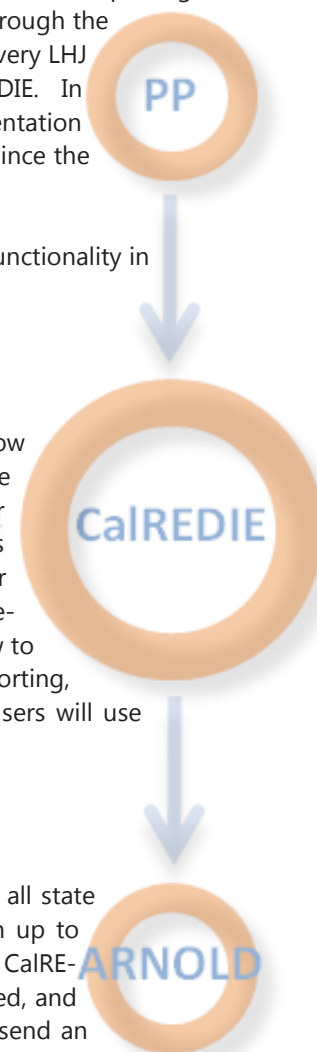 rough the
very LHJ
DIE. In
PP
entation
since the
unctionality in
ow
e
r
CalREDIE
s
r
e-
y to
orting,
sers will use
all state
n up to
CalRE-
ARNOLD
ed, and
send an